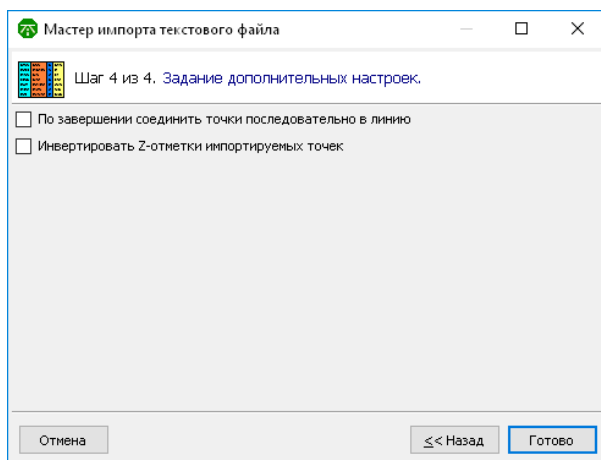 Мастер импорта текстового файла
Шаг 4 из 4. Задание дополнительных настроек.
По завершении соединить точки последовательно в линию
Инвертировать Z-отметки импортируемых точек
Отмена
<< Назад
Готово